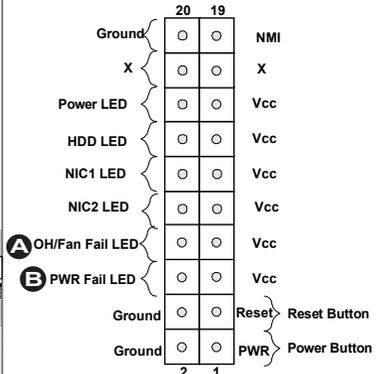 20 19
Ground NMI
X X
Power LED Vcc
HDD LED Vcc
NIC1 LED Vcc
NIC2 LED Vcc
A OH/Fan Fail LED Vcc
B PWR Fail LED Vcc
Ground Reset Reset Button
Ground PWR Power Button
2 1